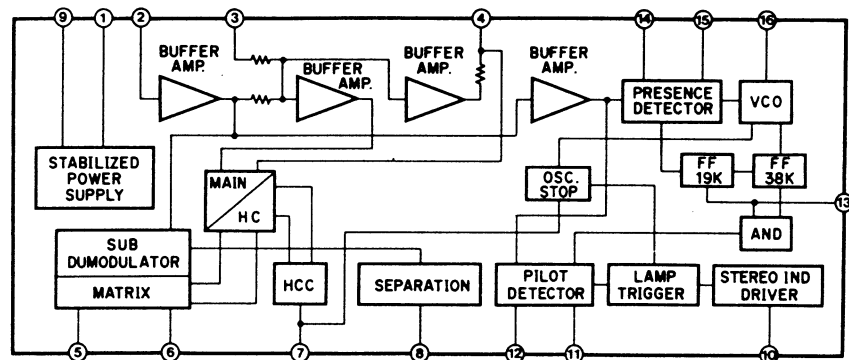 9
1
2
3
4
14
15
16
BUFFER
AMP.
BUFFER
AMP.
BUFFER
AMP.
BUFFER
AMP.
PRESENCE
DETECTOR
VCO
STABILIZED
POWER
SUPPLY
MAIN
HC
OSC.
STOP
FF
19K
FF
38K
13
AND
SUB
DUMODULATOR
MATRIX
HCC
SEPARATION
PILOT
DETECTOR
LAMP
TRIGGER
STEREO IND
DRIVER
5
6
7
8
12
11
10